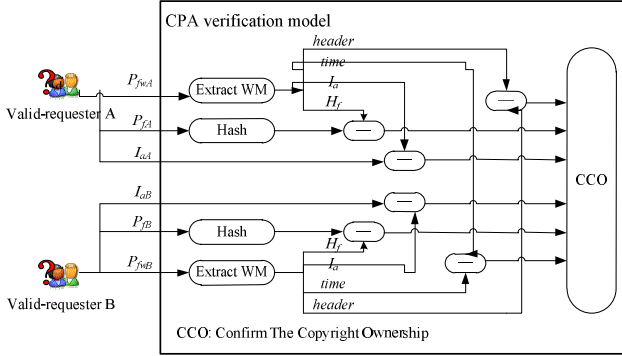 CPA verification model
header
time
P_fwA
Extract WM
I_a
H_f
Valid-requester A
P_fA
Hash
I_aA
CCO
I_aB
P_fB
Hash
H_f
P_fwB
Extract WM
I_a
time
header
Valid-requester B
CCO: Confirm The Copyright Ownership